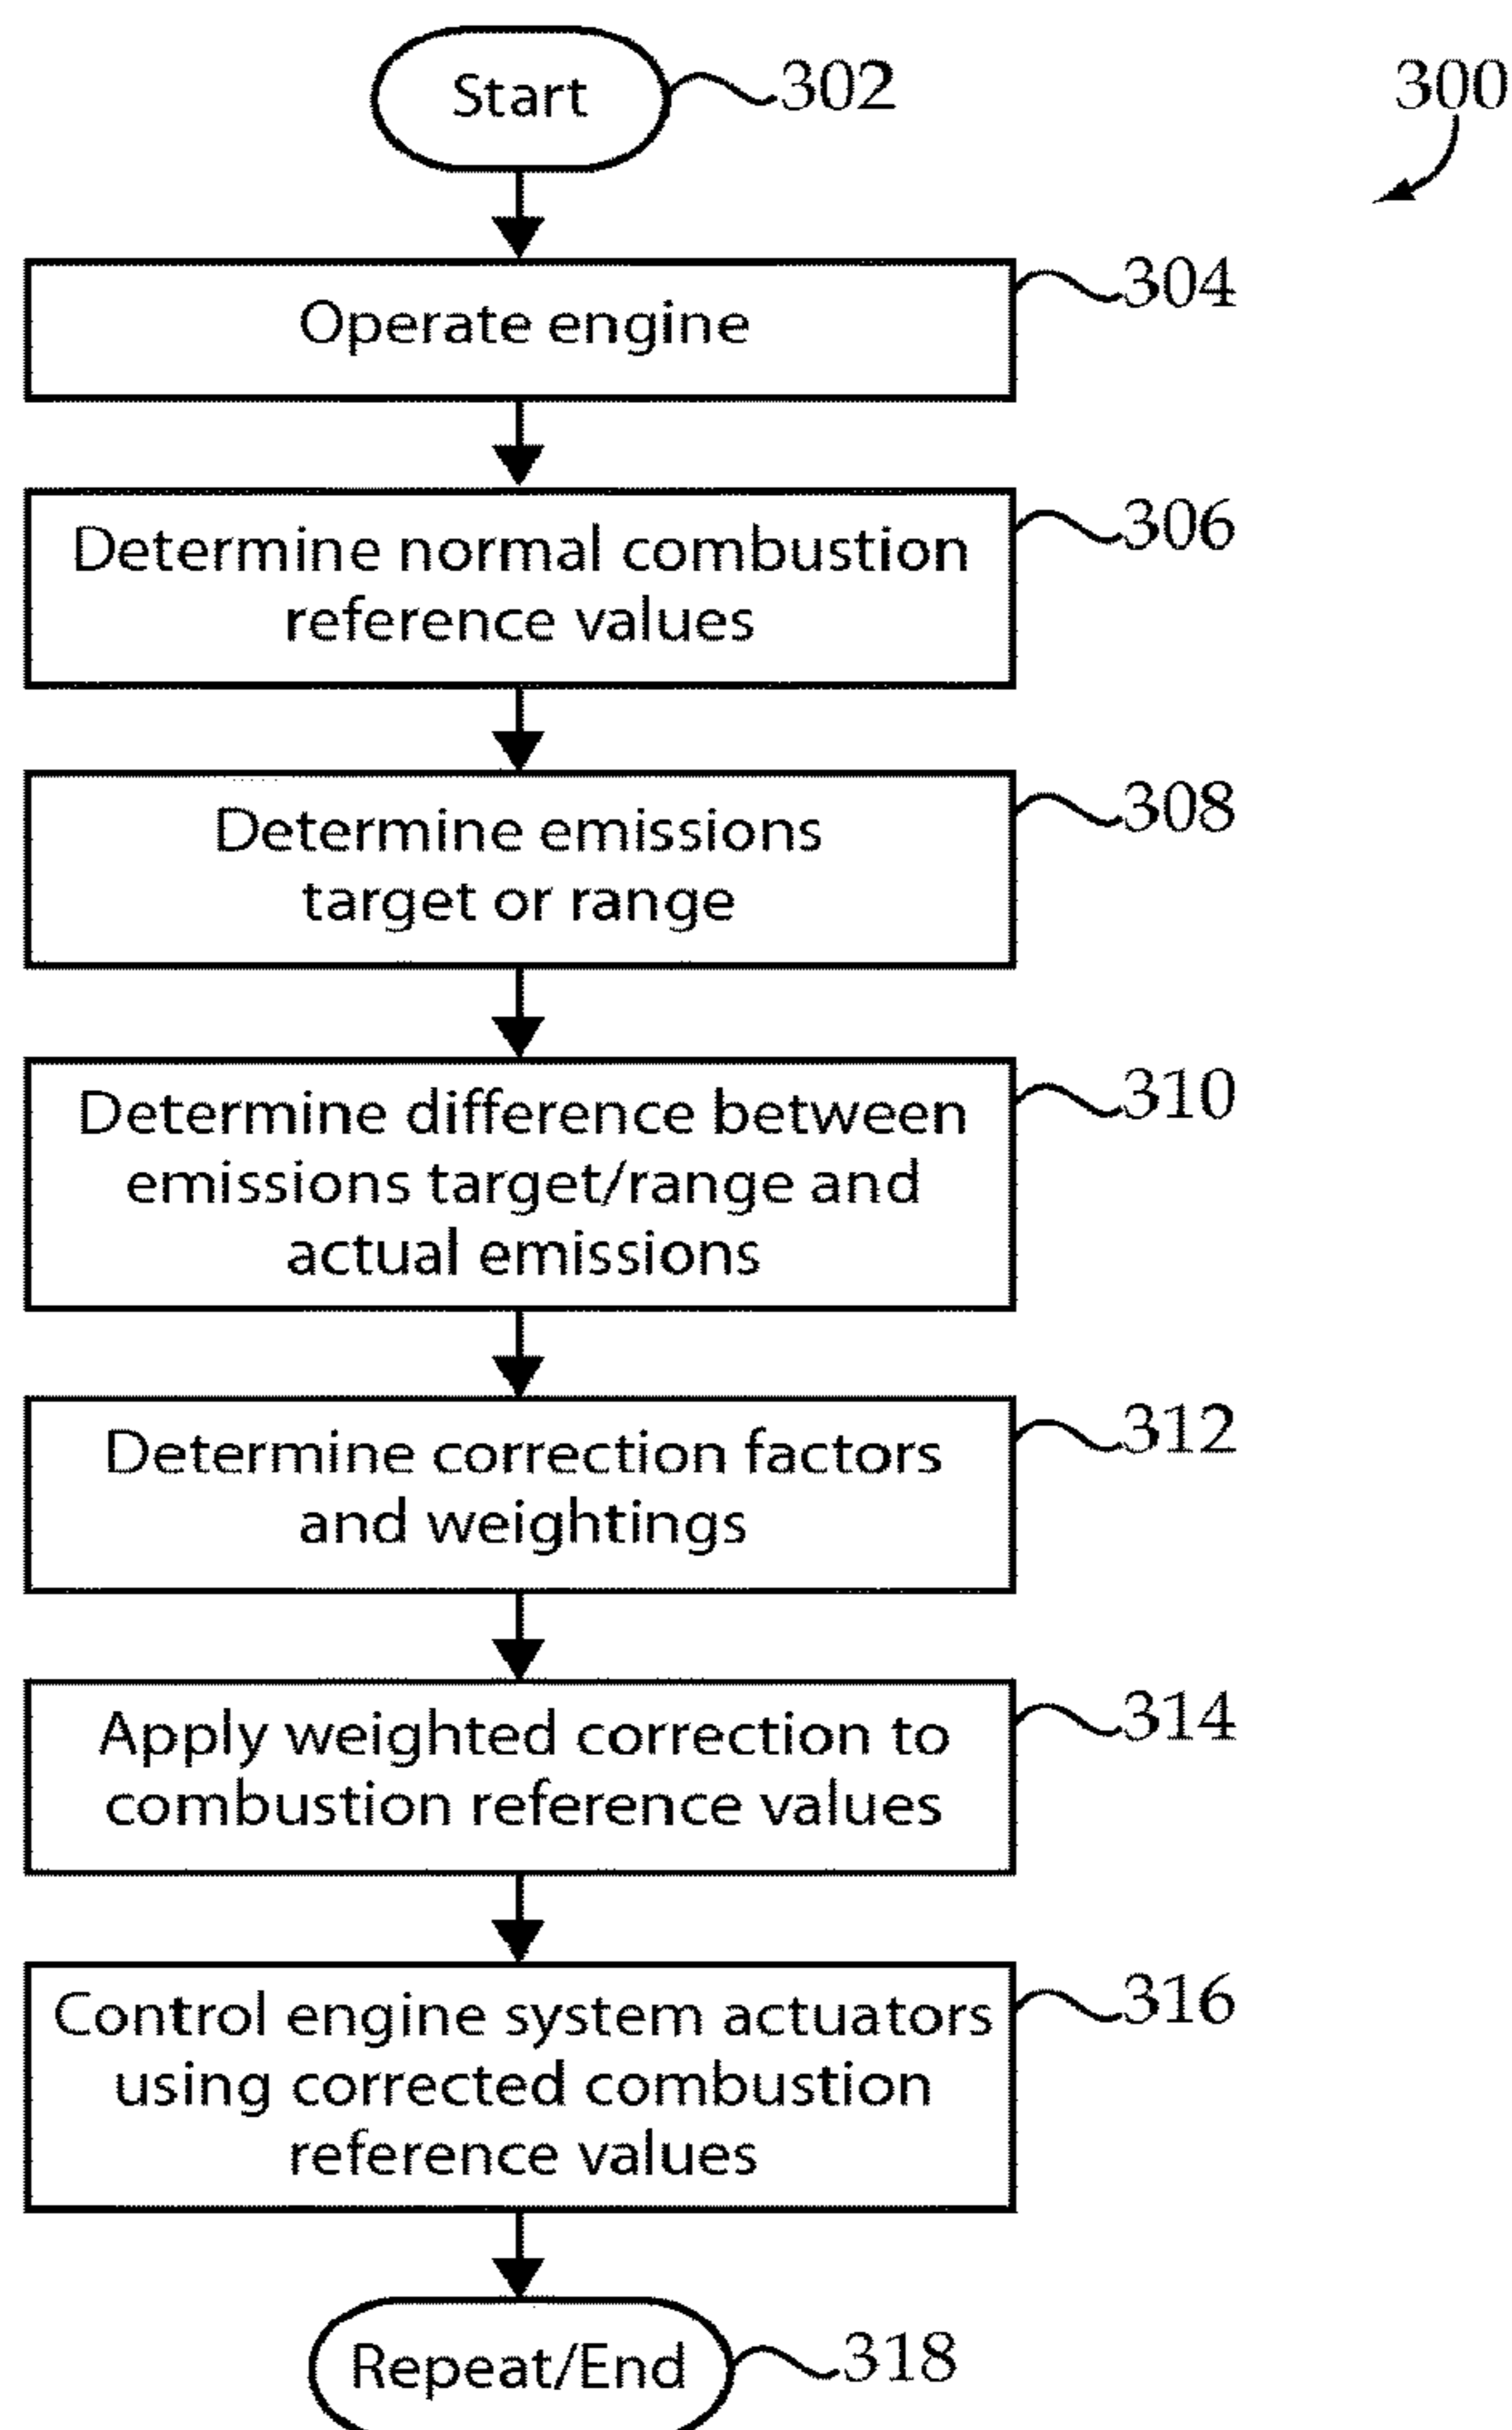 Start
302
300
Operate engine
304
Determine normal combustion
reference values
306
Determine emissions
target or range
308
Determine difference between
emissions target/range and
actual emissions
310
Determine correction factors
and weightings
312
Apply weighted correction to
combustion reference values
314
Control engine system actuators
using corrected combustion
reference values
316
Repeat/End
318